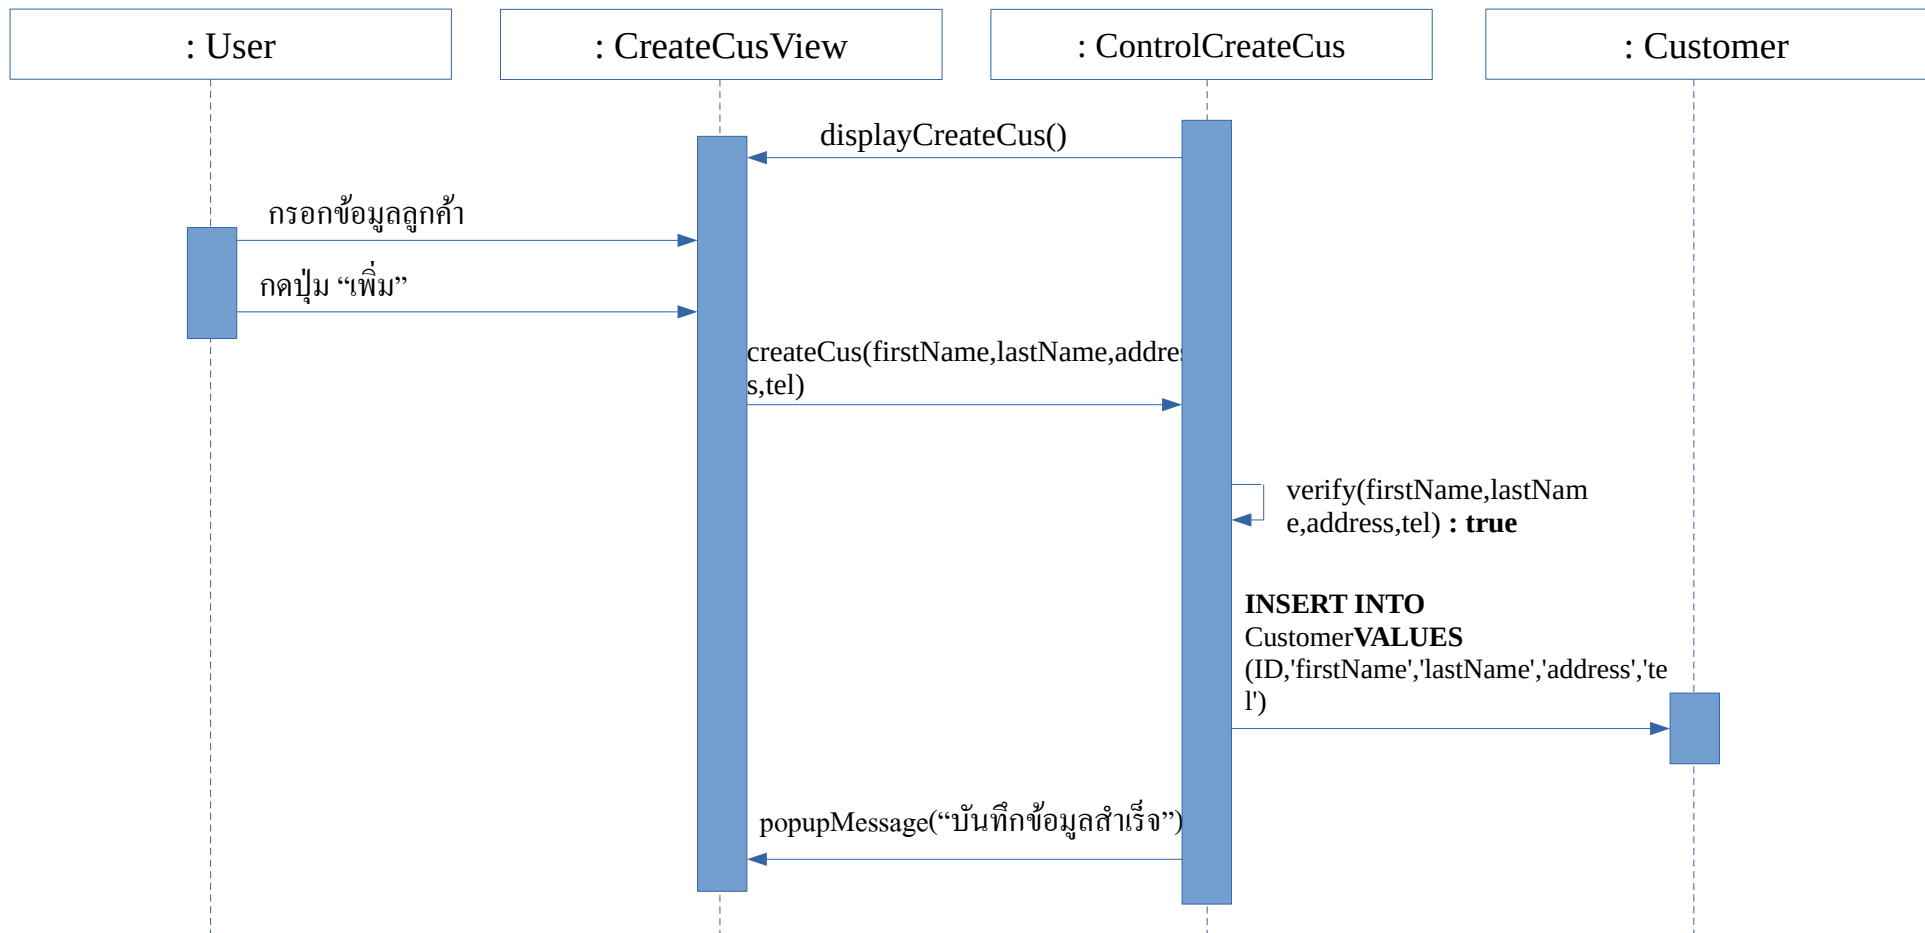 : User
: CreateCusView
: ControlCreateCus
: Customer
displayCreateCus()
กรอกข้อมูลลูกค้า
กดปุ่ม “เพิ่ม”
createCus(firstName,lastName,addres
s,tel)
verify(firstName,lastNam
e,address,tel) : true
INSERT INTO
CustomerVALUES
(ID,'firstName','lastName','address','te
l')
popupMessage(“บันทึกข้อมูลสำเร็จ”)